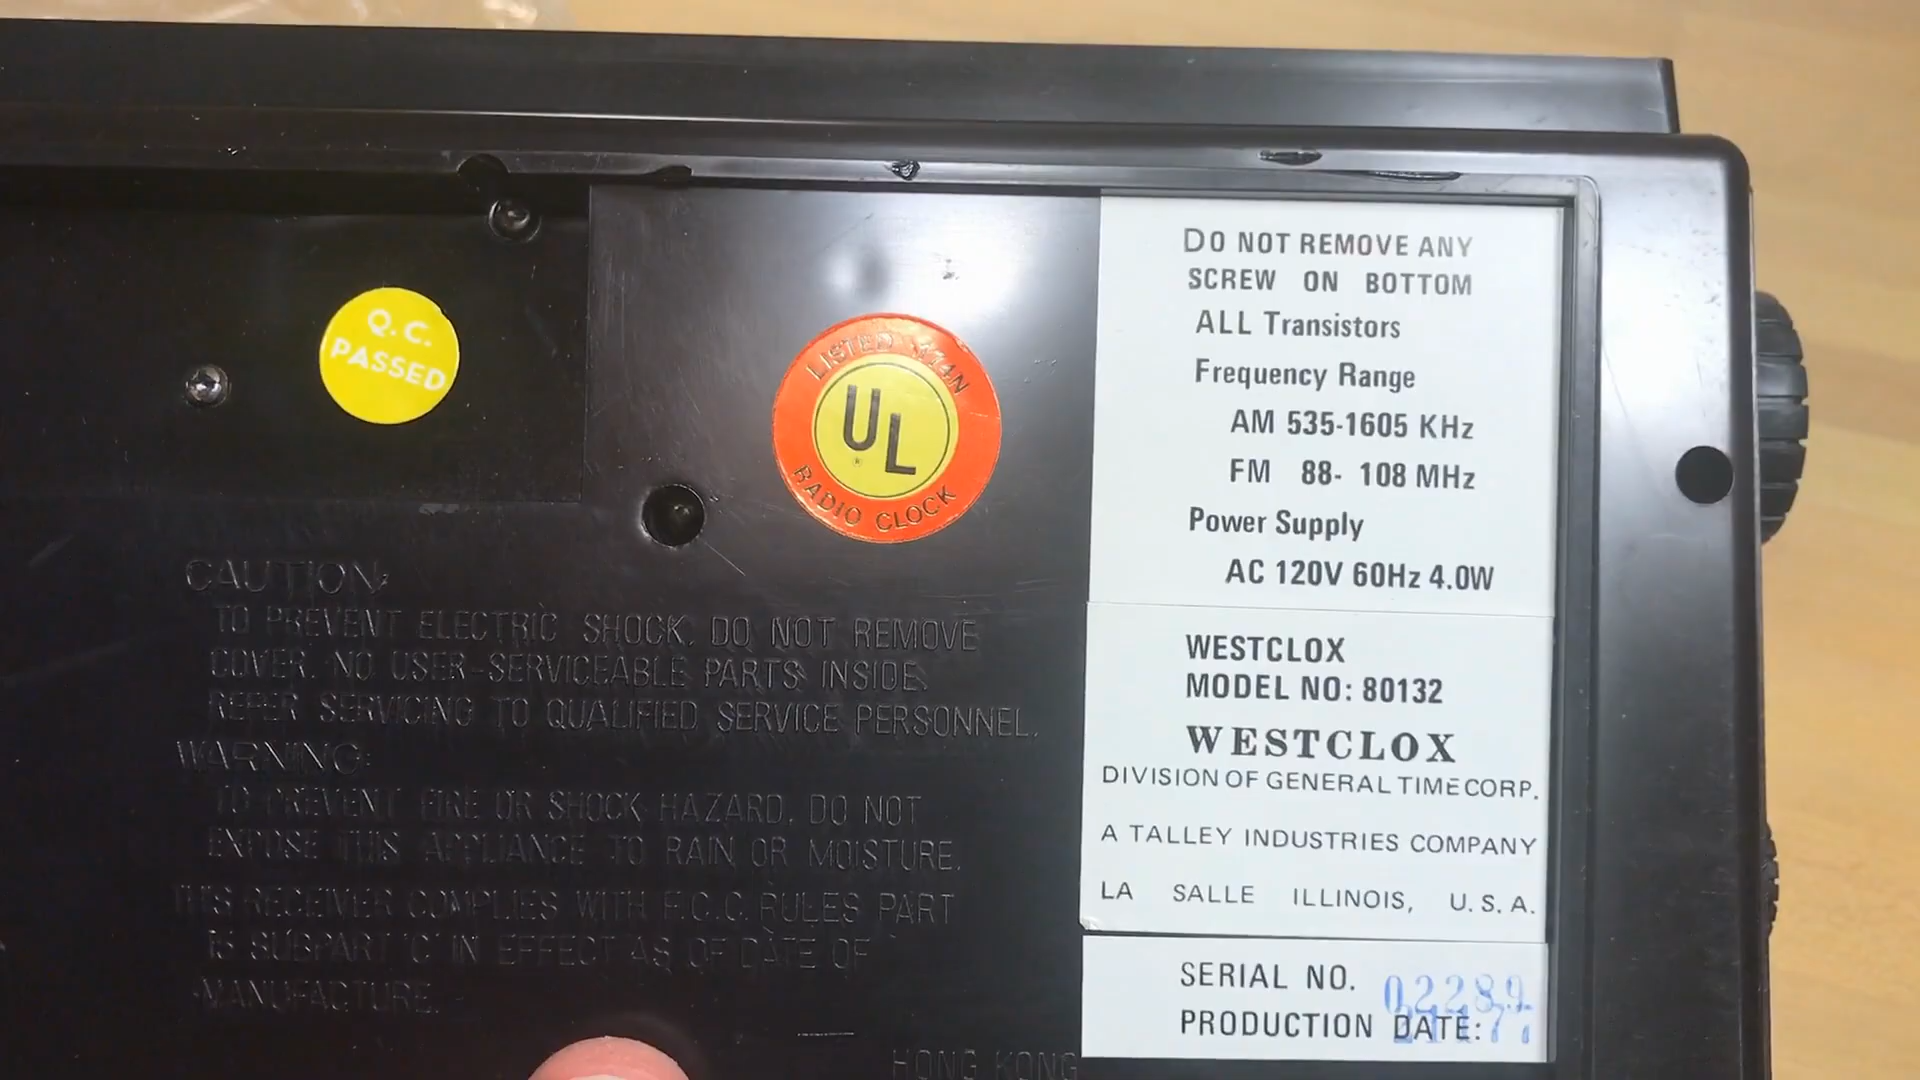 Q.C.
PASSED
LISTED
UL
®
RADIO CLOCK
DO NOT REMOVE ANY
SCREW ON BOTTOM
ALL Transistors
Frequency Range
AM 535-1605 KHz
FM 88- 108 MHz
Power Supply
AC 120V 60Hz 4.0W
WESTCLOX
MODEL NO: 80132
WESTCLOX
DIVISION OF GENERAL TIME CORP.
A TALLEY INDUSTRIES COMPANY
LA SALLE ILLINOIS, U.S.A.
SERIAL NO. 02289
PRODUCTION DATE:
CAUTION:
TO PREVENT ELECTRIC SHOCK, DO NOT REMOVE
COVER. NO USER-SERVICEABLE PARTS INSIDE.
REFER SERVICING TO QUALIFIED SERVICE PERSONNEL.
WARNING:
TO PREVENT FIRE OR SHOCK HAZARD, DO NOT
EXPOSE THIS APPLIANCE TO RAIN OR MOISTURE.
THIS RECEIVER COMPLIES WITH F.C.C. RULES PART
15 SUBPART C IN EFFECT AS OF DATE OF
MANUFACTURE.
HONG KONG